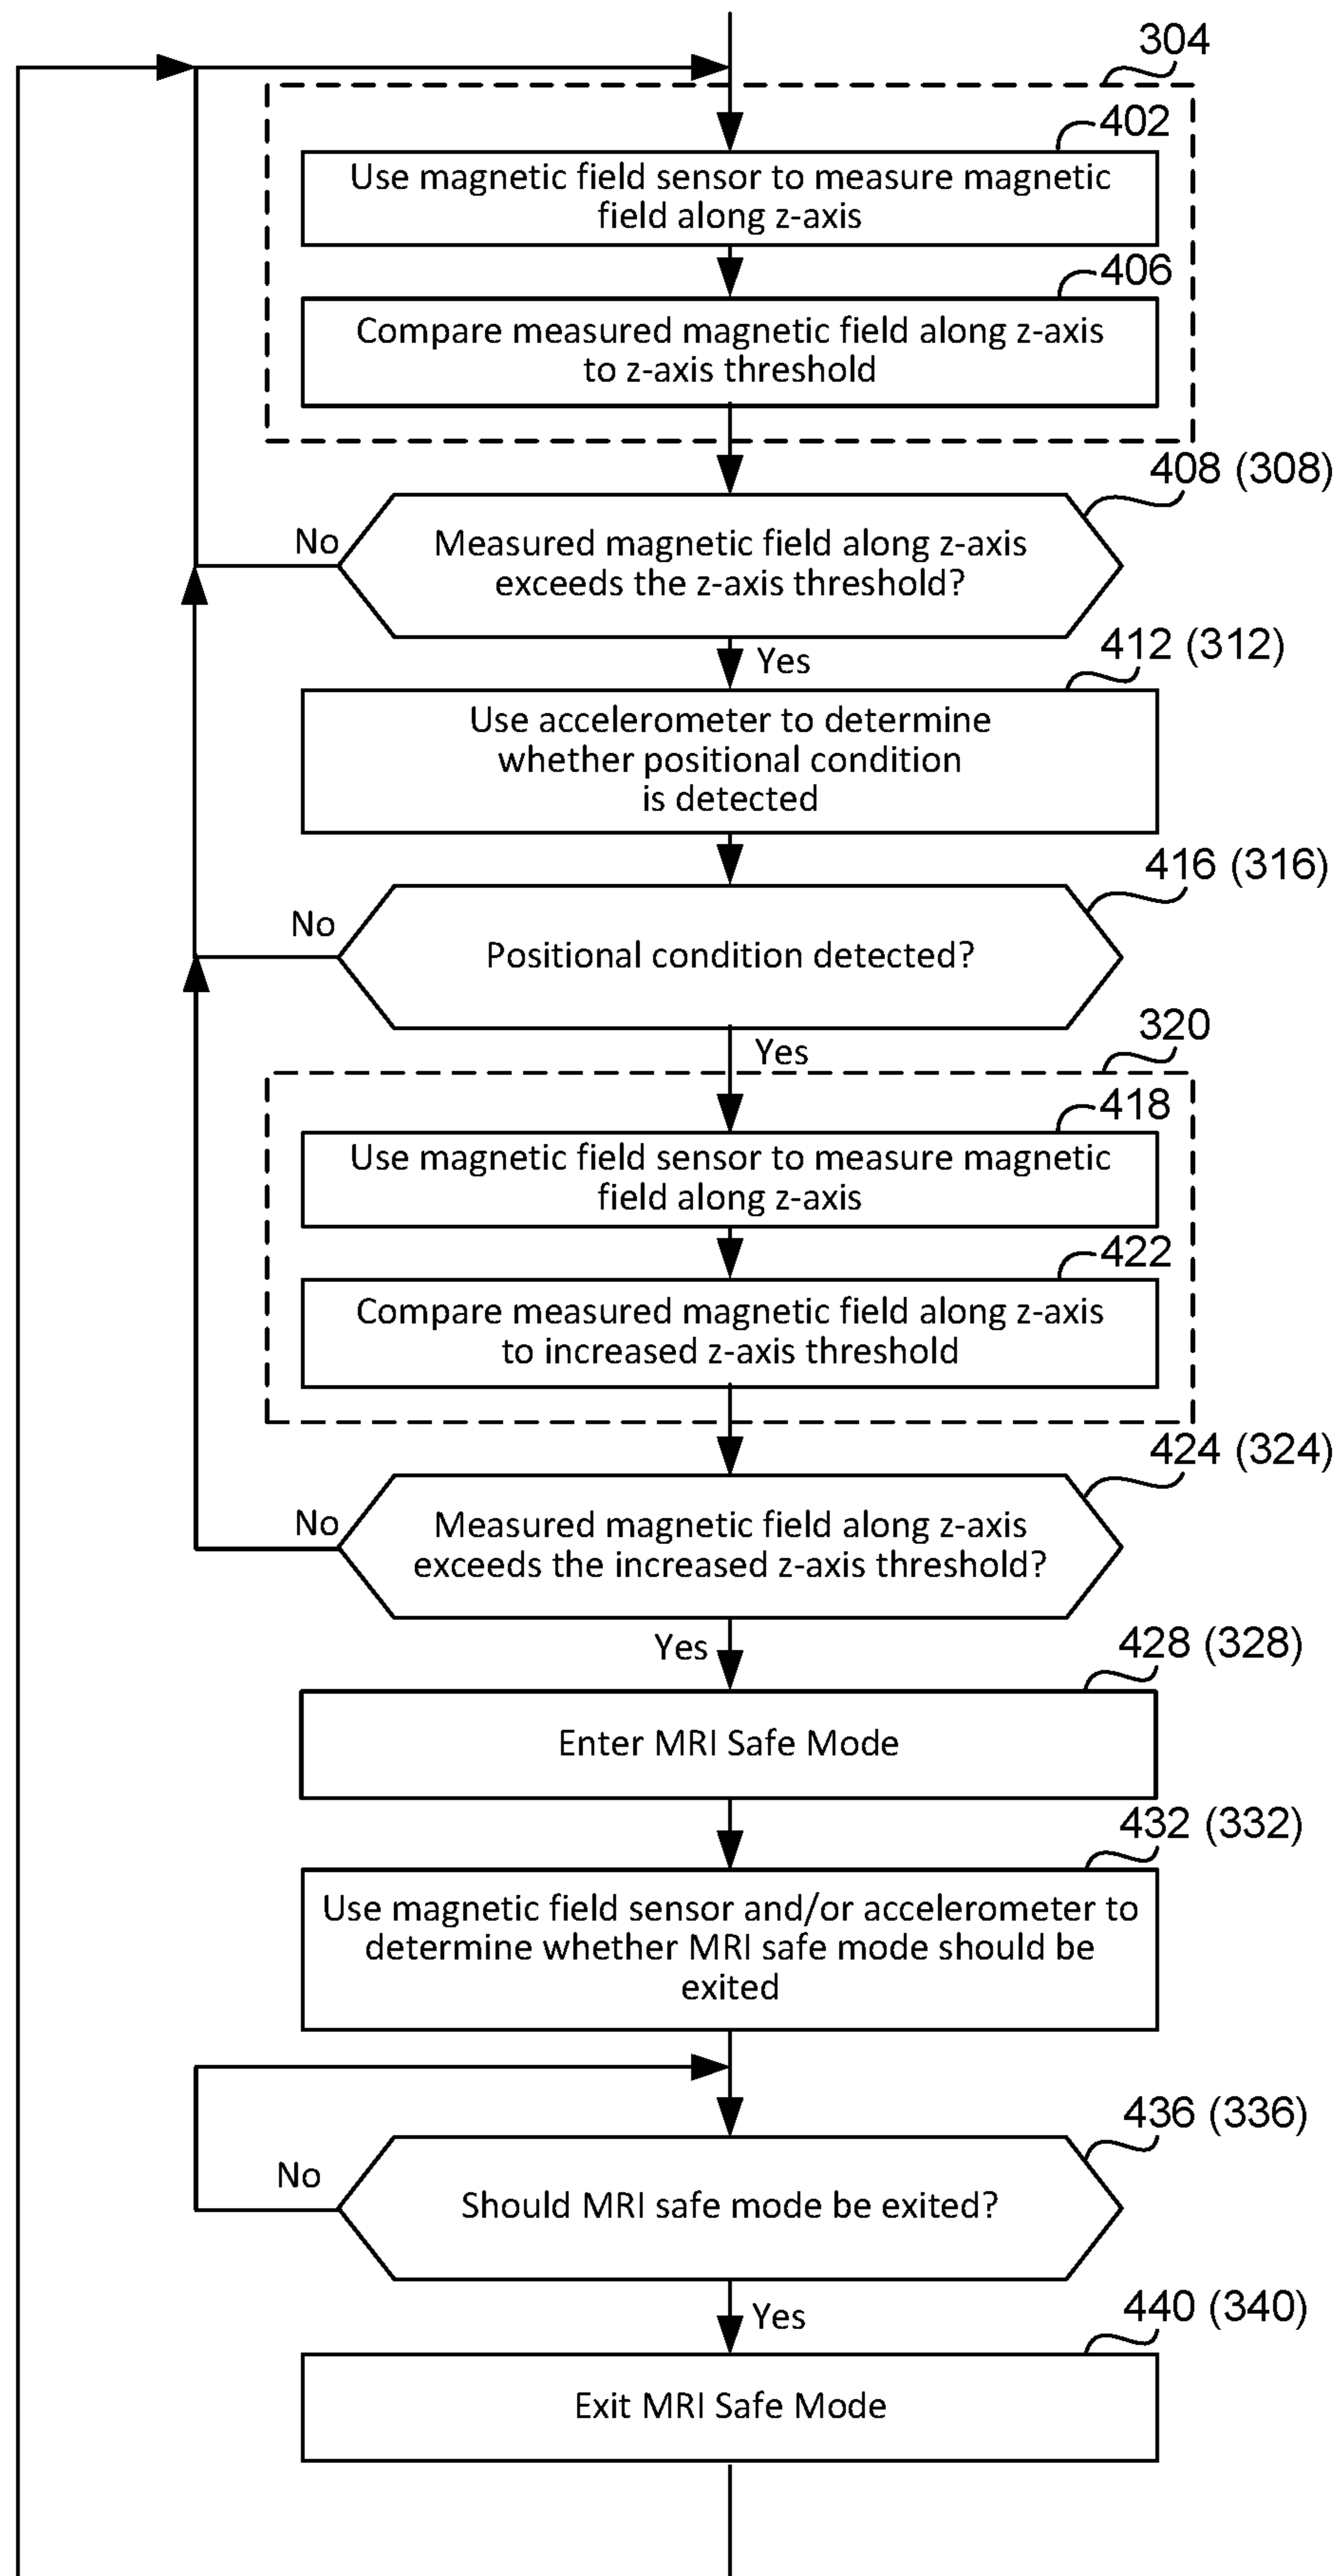 304
402
Use magnetic field sensor to measure magnetic
field along z-axis
406
Compare measured magnetic field along z-axis
to z-axis threshold
408 (308)
No
Measured magnetic field along z-axis
exceeds the z-axis threshold?
Yes
412 (312)
Use accelerometer to determine
whether positional condition
is detected
416 (316)
No
Positional condition detected?
Yes
320
418
Use magnetic field sensor to measure magnetic
field along z-axis
422
Compare measured magnetic field along z-axis
to increased z-axis threshold
424 (324)
No
Measured magnetic field along z-axis
exceeds the increased z-axis threshold?
Yes
428 (328)
Enter MRI Safe Mode
432 (332)
Use magnetic field sensor and/or accelerometer to
determine whether MRI safe mode should be
exited
436 (336)
No
Should MRI safe mode be exited?
Yes
440 (340)
Exit MRI Safe Mode